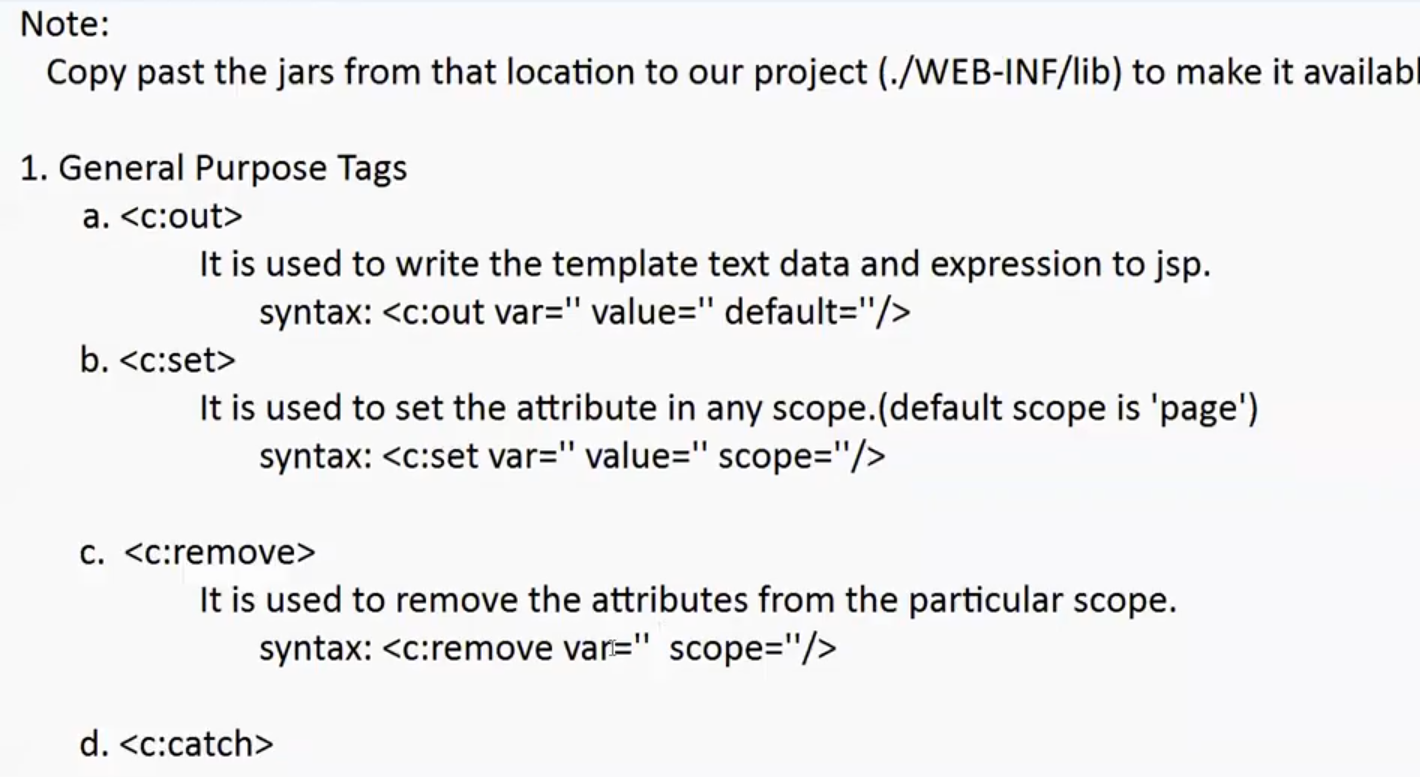 Note:
Copy past the jars from that location to our project (./WEB-INF/lib) to make it availabl
1. General Purpose Tags
a. <c:out>
It is used to write the template text data and expression to jsp.
syntax: <c:out var='' value='' default=''/>
b. <c:set>
It is used to set the attribute in any scope.(default scope is 'page')
syntax: <c:set var='' value='' scope=''/>
c. <c:remove>
It is used to remove the attributes from the particular scope.
syntax: <c:remove var='' scope=''/>
d. <c:catch>